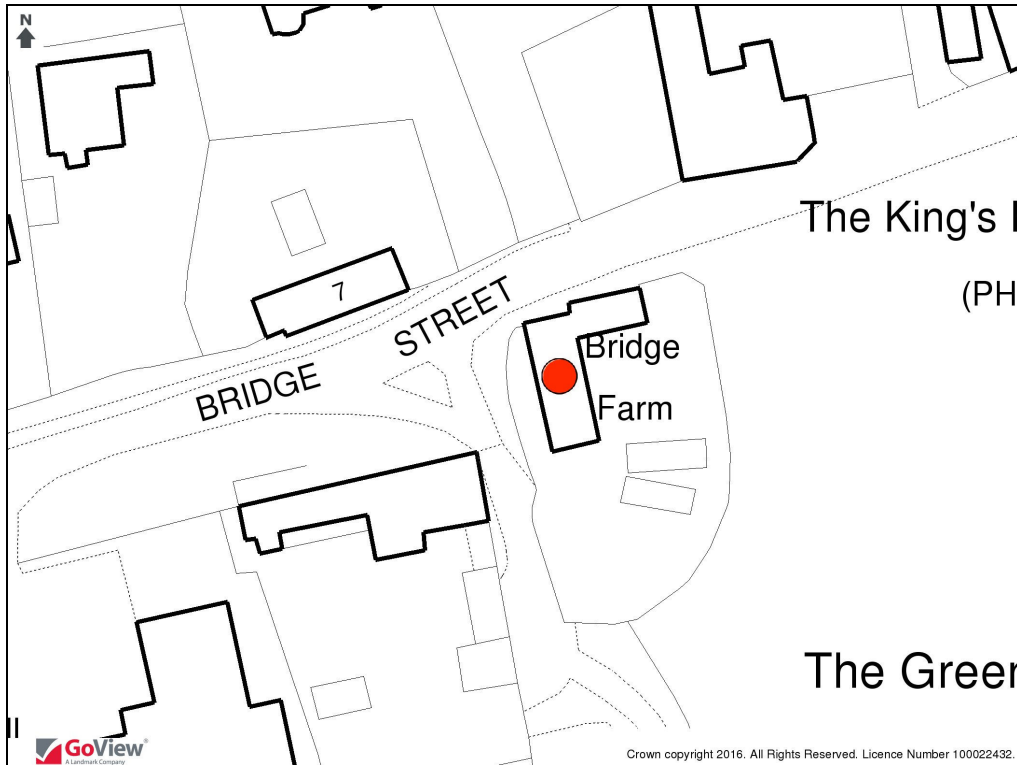 N
The King's
7
(PH
STREET
Bridge
BRIDGE
Farm
The Green
ll
GoView®
A Landmark Company
Crown copyright 2016. All Rights Reserved. Licence Number 100022432.